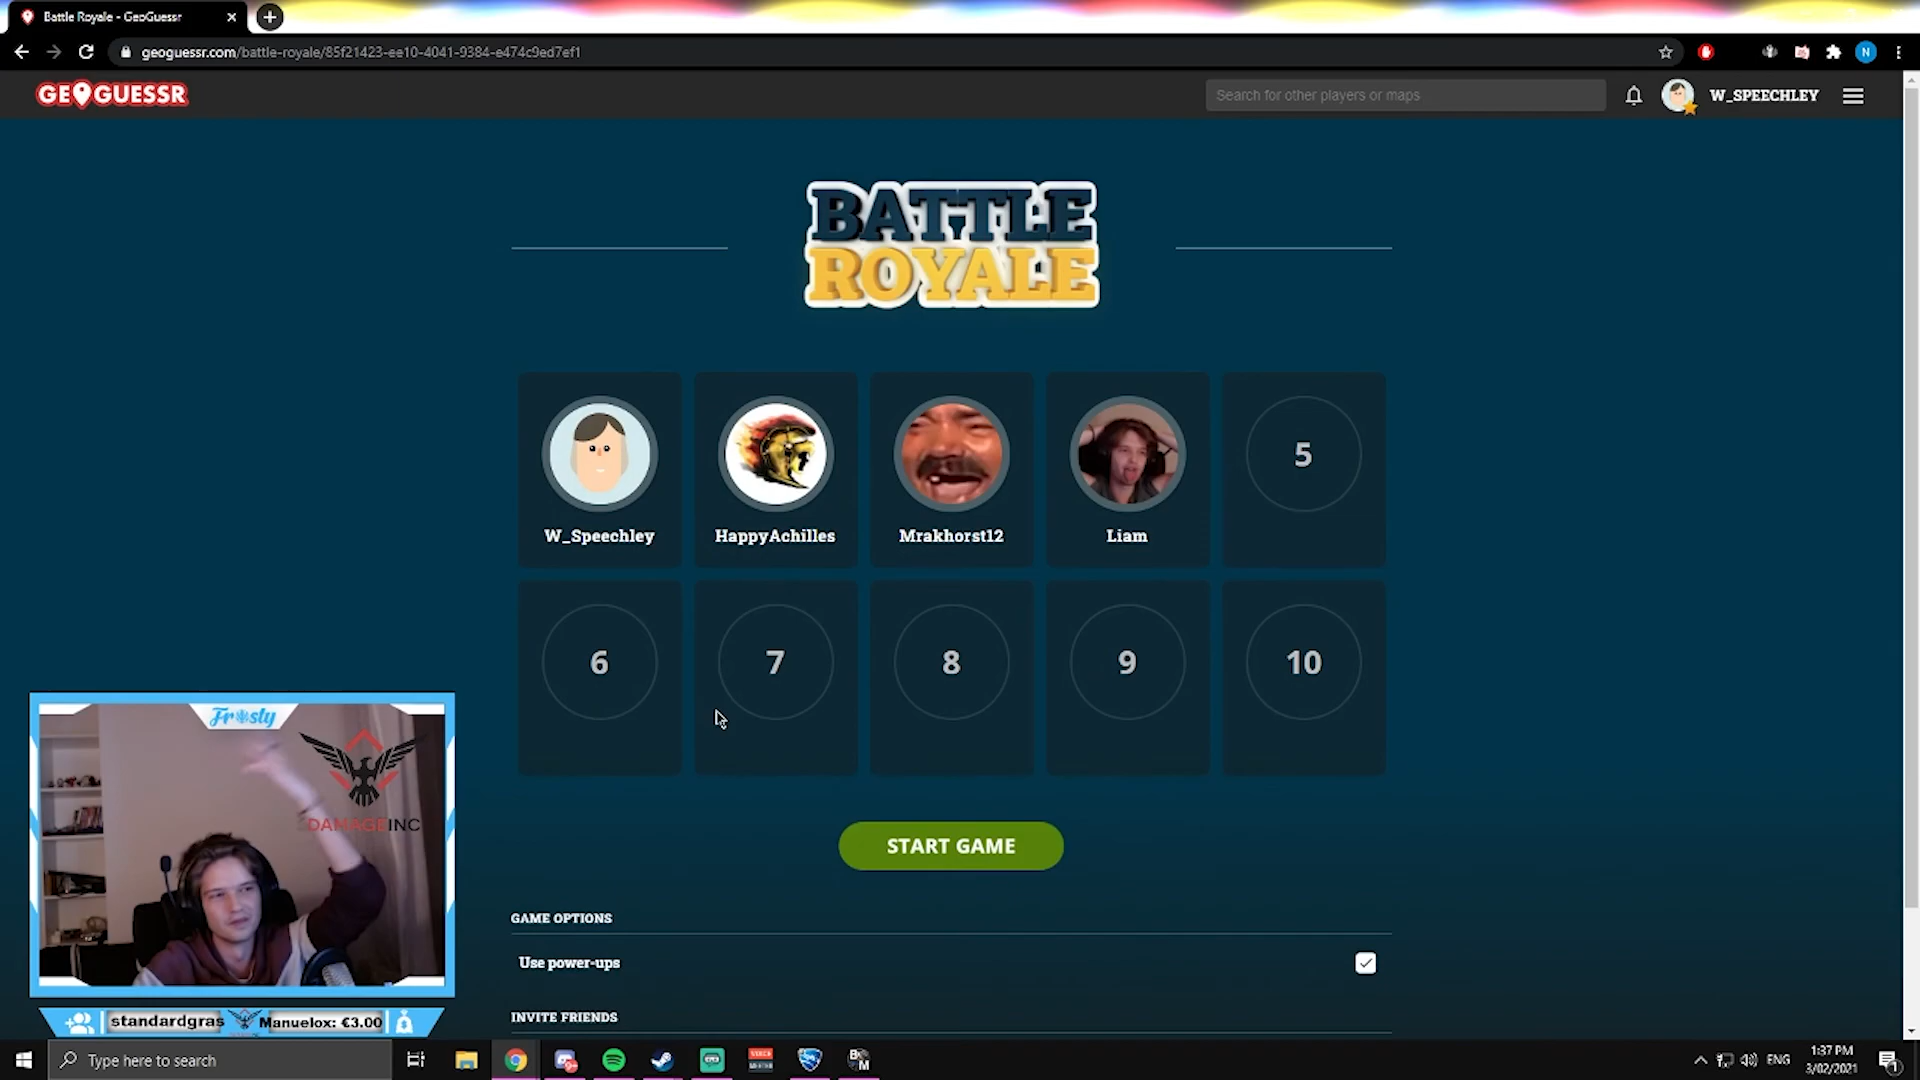 Battle Royale - GeoGuessr
geoguessr.com/battle-royale/85f21423-ee10-4041-9384-e474c9ed7ef1
GEOGUESSR
Search for other players or maps
W_SPEECHLEY
BATTLE
ROYALE
W_Speechley
HappyAchilles
Mrakhorst12
Liam
5
6
7
8
9
10
START GAME
GAME OPTIONS
Use power-ups
INVITE FRIENDS
Frosty
DAMAGEINC
standardgras
Manuelox: €3.00
Type here to search
ENG
1:37 PM
3/02/2021